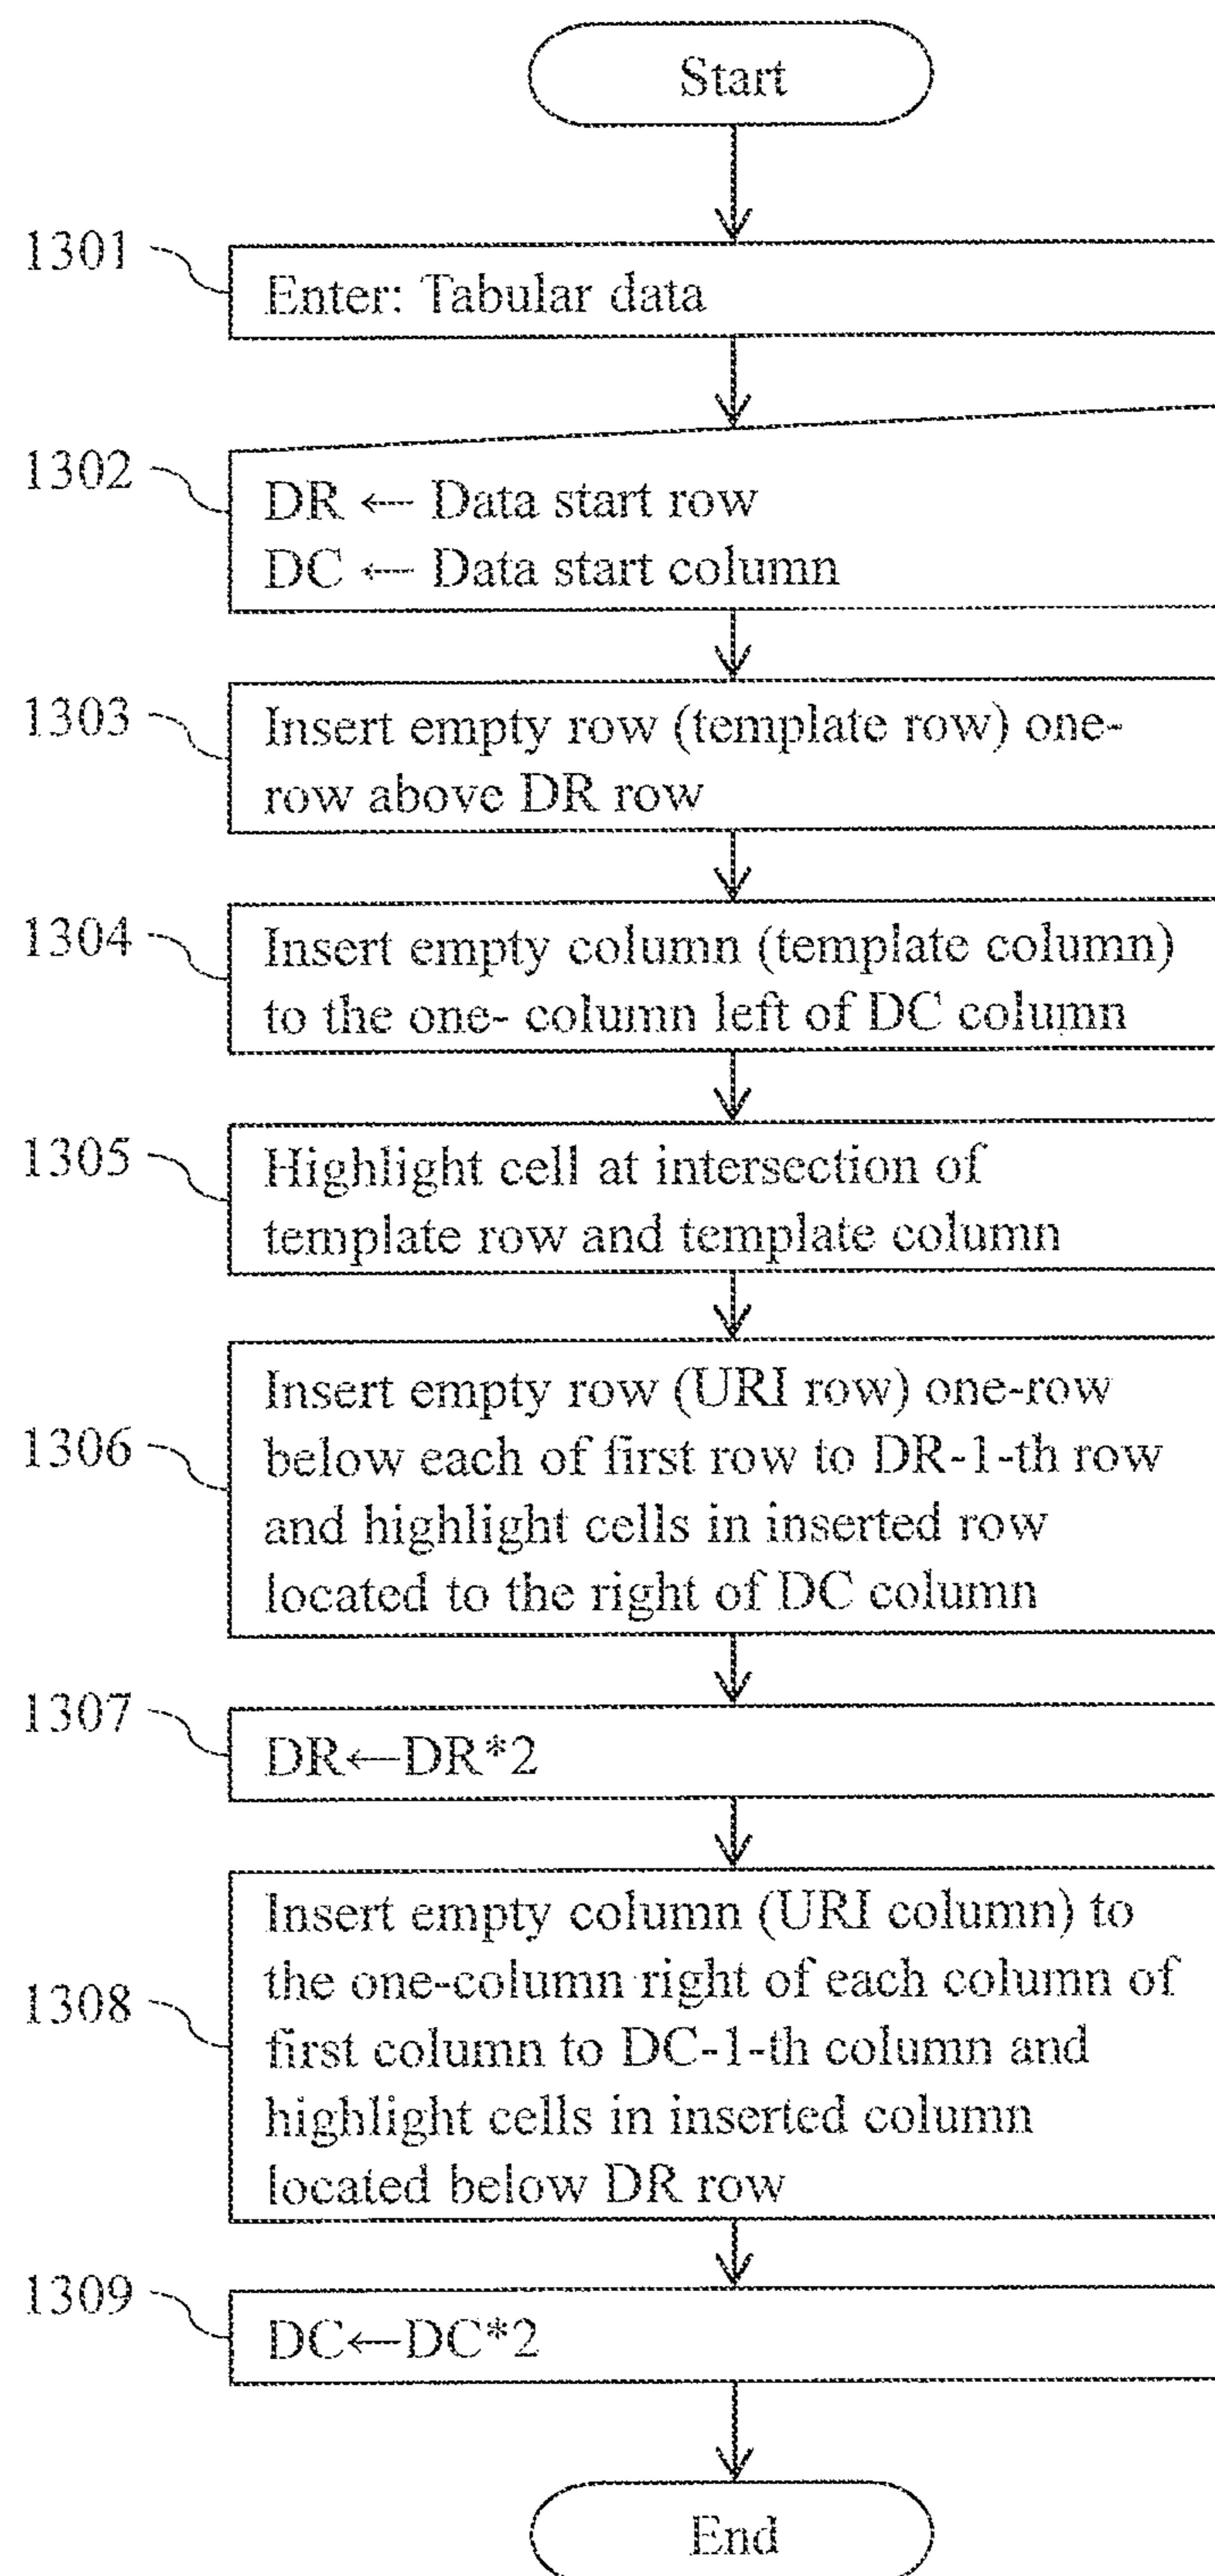 Start
1301
Enter: Tabular data
1302
DR ← Data start row
DC ← Data start column
1303
Insert empty row (template row) one-
row above DR row
1304
Insert empty column (template column)
to the one- column left of DC column
1305
Highlight cell at intersection of
template row and template column
1306
Insert empty row (URI row) one-row
below each of first row to DR-1-th row
and highlight cells in inserted row
located to the right of DC column
1307
DR←DR*2
1308
Insert empty column (URI column) to
the one-column right of each column of
first column to DC-1-th column and
highlight cells in inserted column
located below DR row
1309
DC←DC*2
End